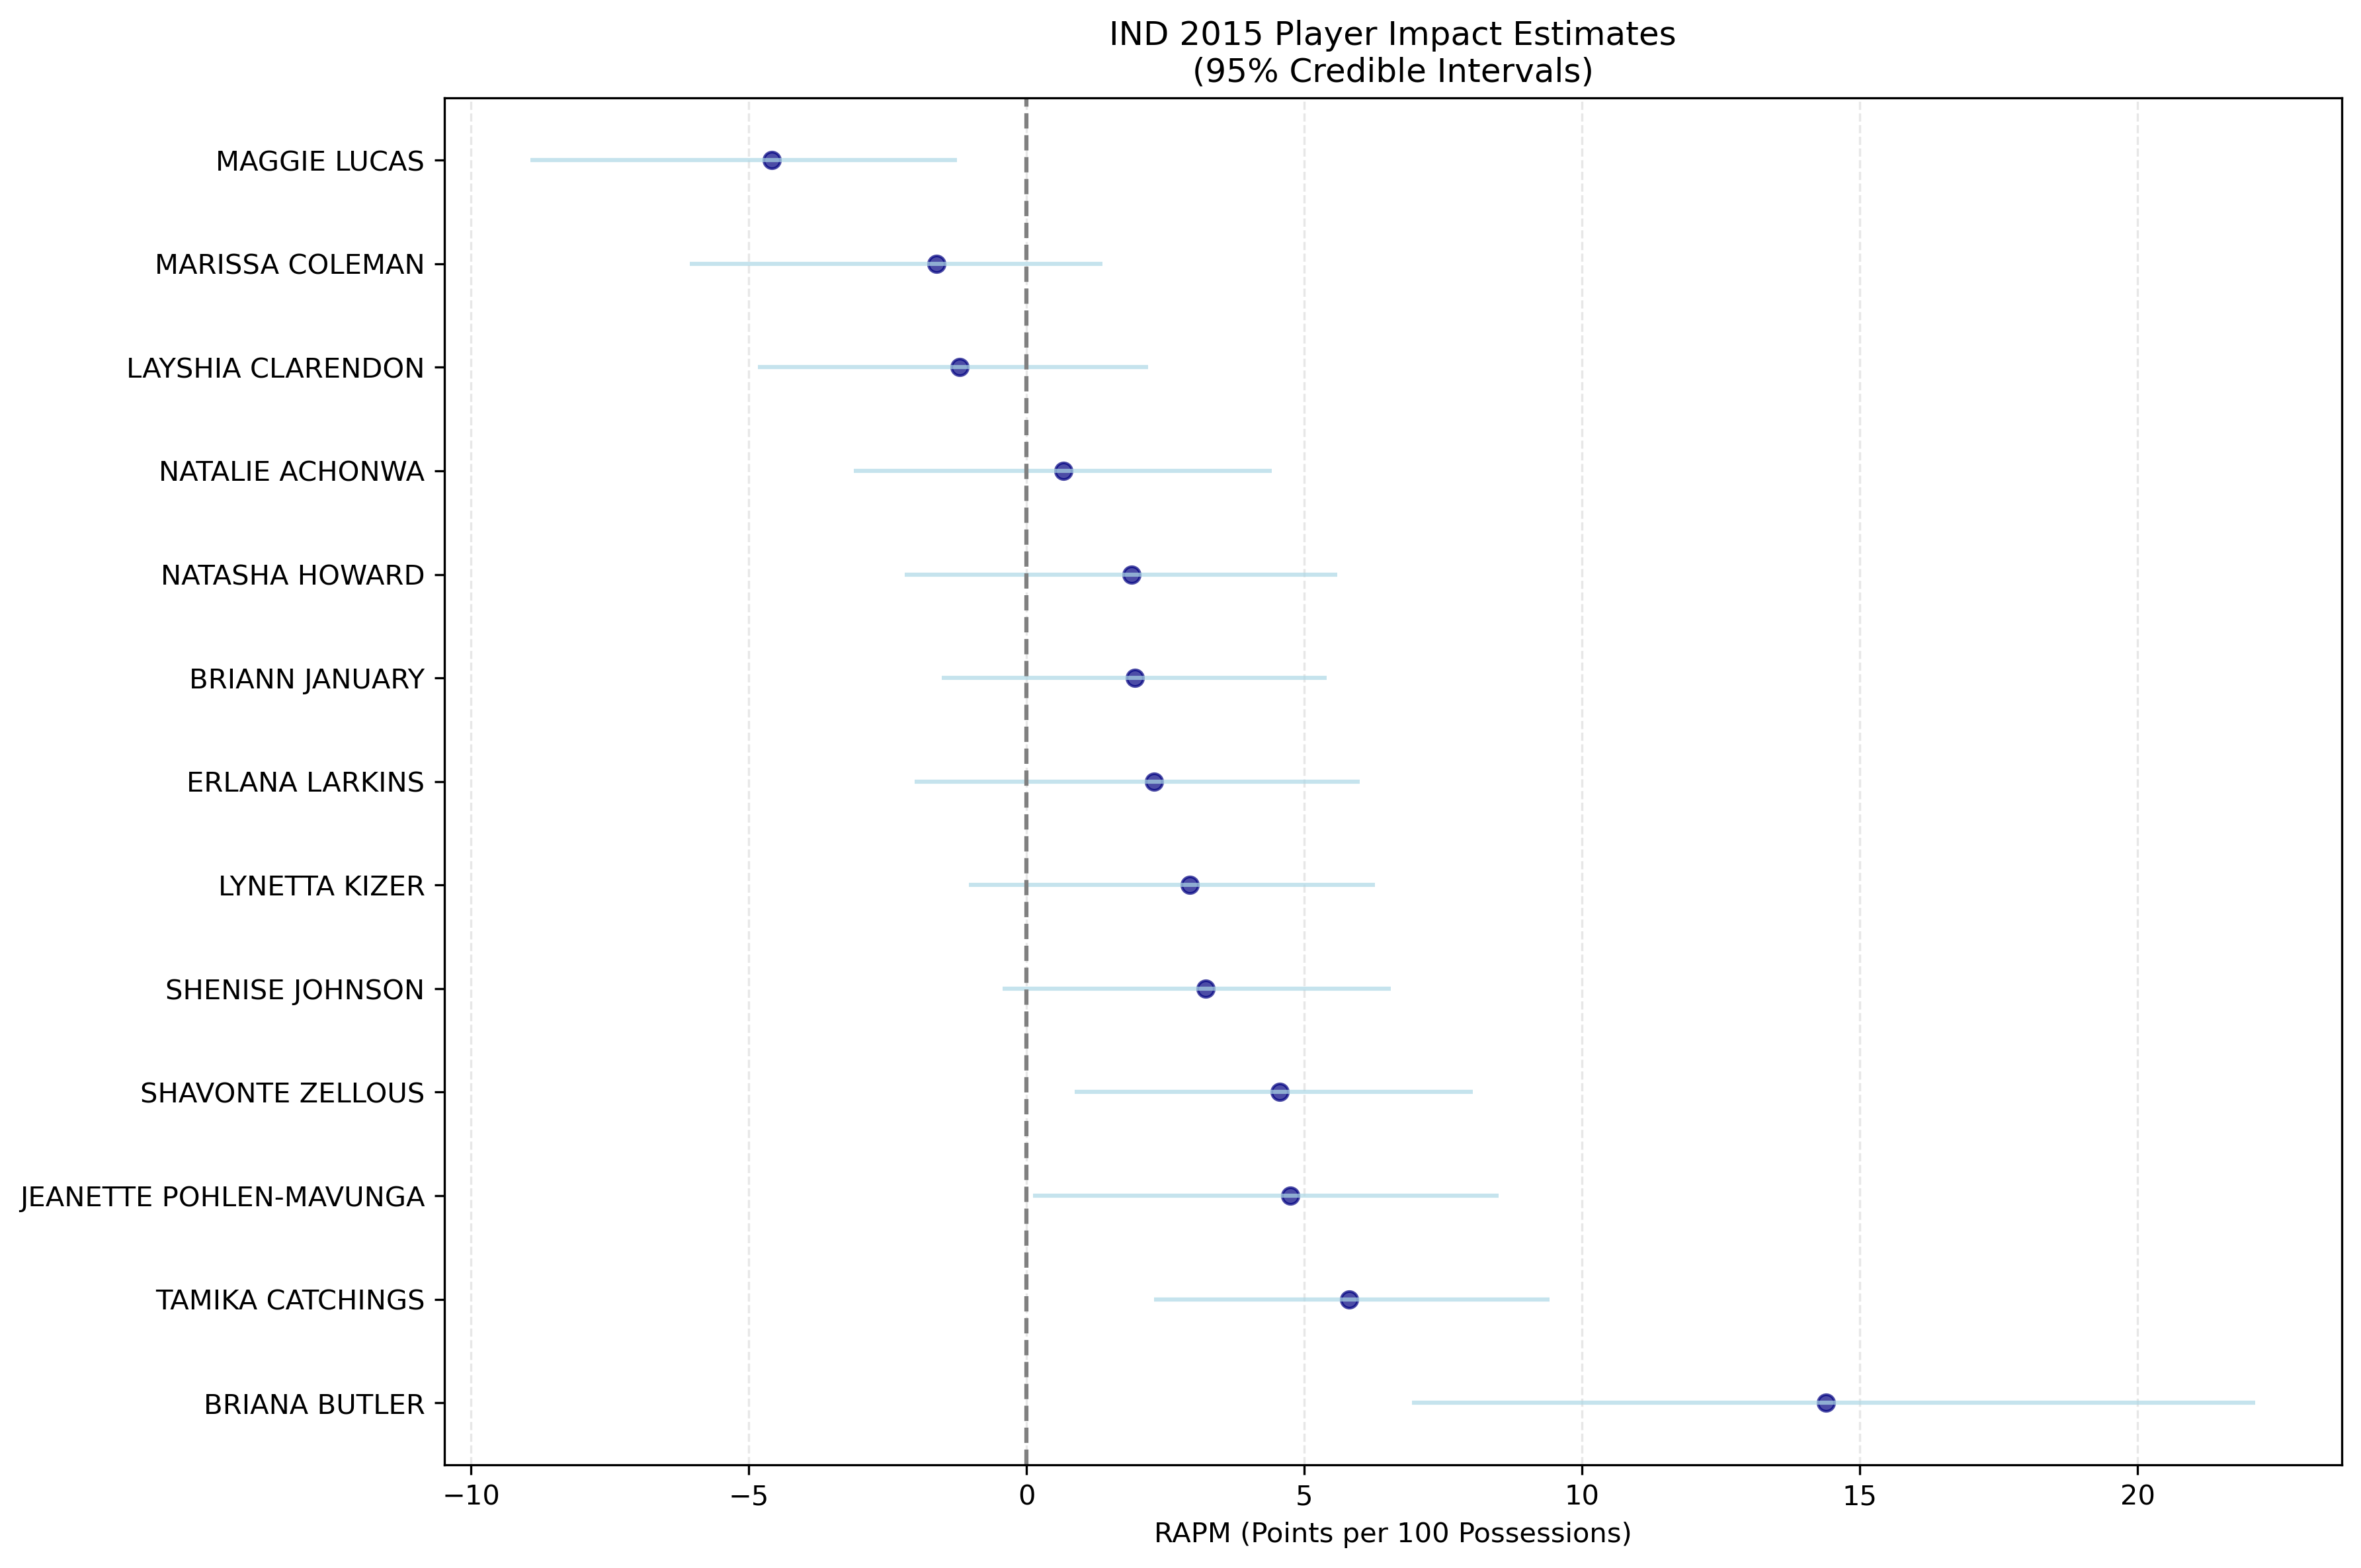 IND 2015 Player Impact Estimates
(95% Credible Intervals)
MAGGIE LUCAS
MARISSA COLEMAN
LAYSHIA CLARENDON
NATALIE ACHONWA
NATASHA HOWARD
BRIANN JANUARY
ERLANA LARKINS
LYNETTA KIZER
SHENISE JOHNSON
SHAVONTE ZELLOUS
JEANETTE POHLEN-MAVUNGA
TAMIKA CATCHINGS
BRIANA BUTLER
−10 −5 0 5 10 15 20
RAPM (Points per 100 Possessions)